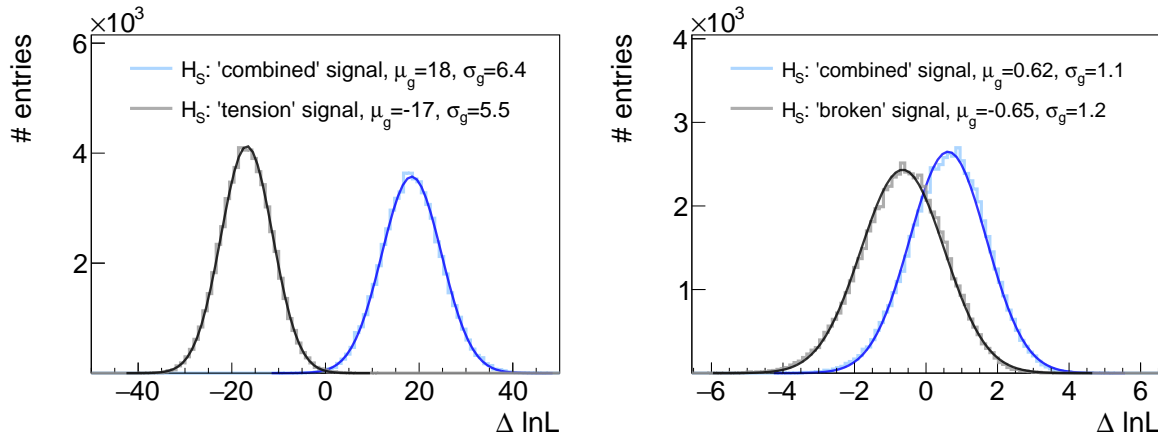 ×10³
6
4
2
# entries
H_S: 'combined' signal, μ_g=18, σ_g=6.4
H_S: 'tension' signal, μ_g=-17, σ_g=5.5
−40 −20 0 20 40
Δ lnL
×10³
4
3
2
1
# entries
H_S: 'combined' signal, μ_g=0.62, σ_g=1.1
H_S: 'broken' signal, μ_g=-0.65, σ_g=1.2
−6 −4 −2 0 2 4 6
Δ lnL